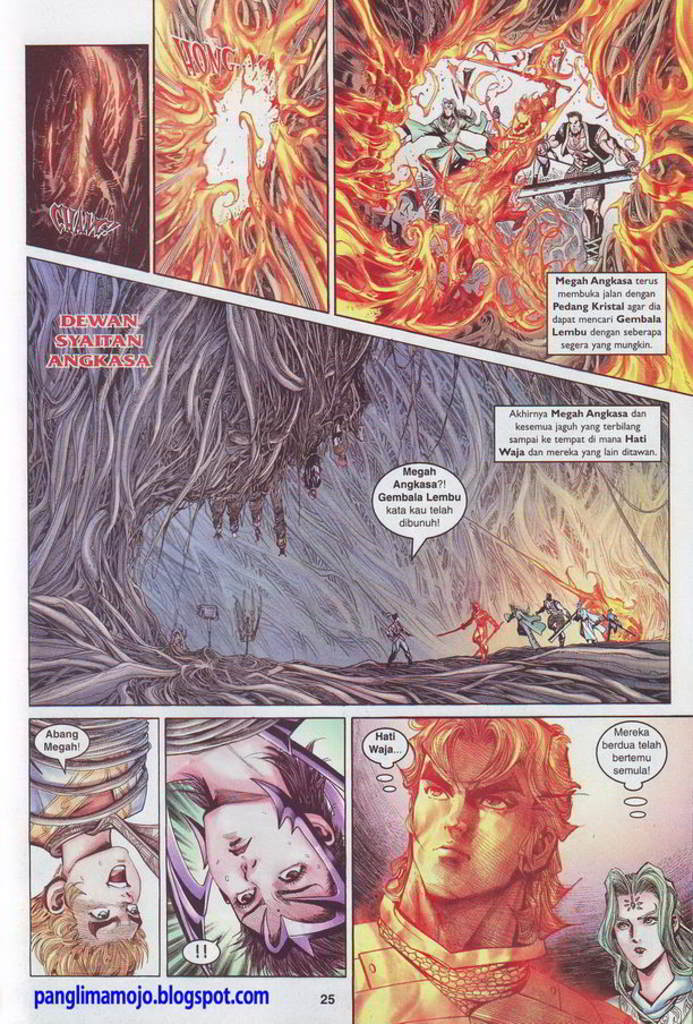 CHANG..
HONG...
Megah Angkasa terus
membuka jalan dengan
Pedang Kristal agar dia
dapat mencari Gembala
Lembu dengan seberapa
segera yang mungkin.
DEWAN
SYAITAN
ANGKASA
Akhirnya Megah Angkasa dan
kesemua jaguh yang terbilang
sampai ke tempat di mana Hati
Waja dan mereka yang lain ditawan.
Megah
Angkasa?!
Gembala Lembu
kata kau telah
dibunuh!
Abang
Megah!
!!
Hati
Waja...
Mereka
berdua telah
bertemu
semula!
panglimamojo.blogspot.com
25